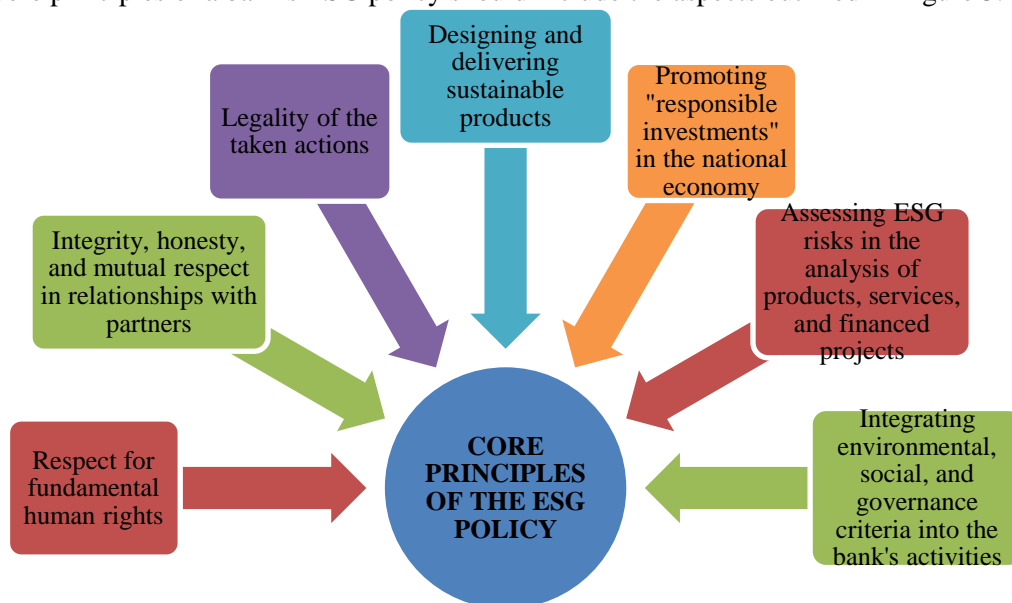 Designing and
delivering
sustainable
products
Promoting
"responsible
investments"
in the national
economy
Legality of the
taken actions
Assessing ESG
risks in the
analysis of
products, services,
and financed
projects
Integrity, honesty,
and mutual respect
in relationships with
partners
Integrating
environmental,
social, and
governance
criteria into the
bank's activities
Respect for
fundamental
human rights
CORE
PRINCIPLES
OF THE ESG
POLICY